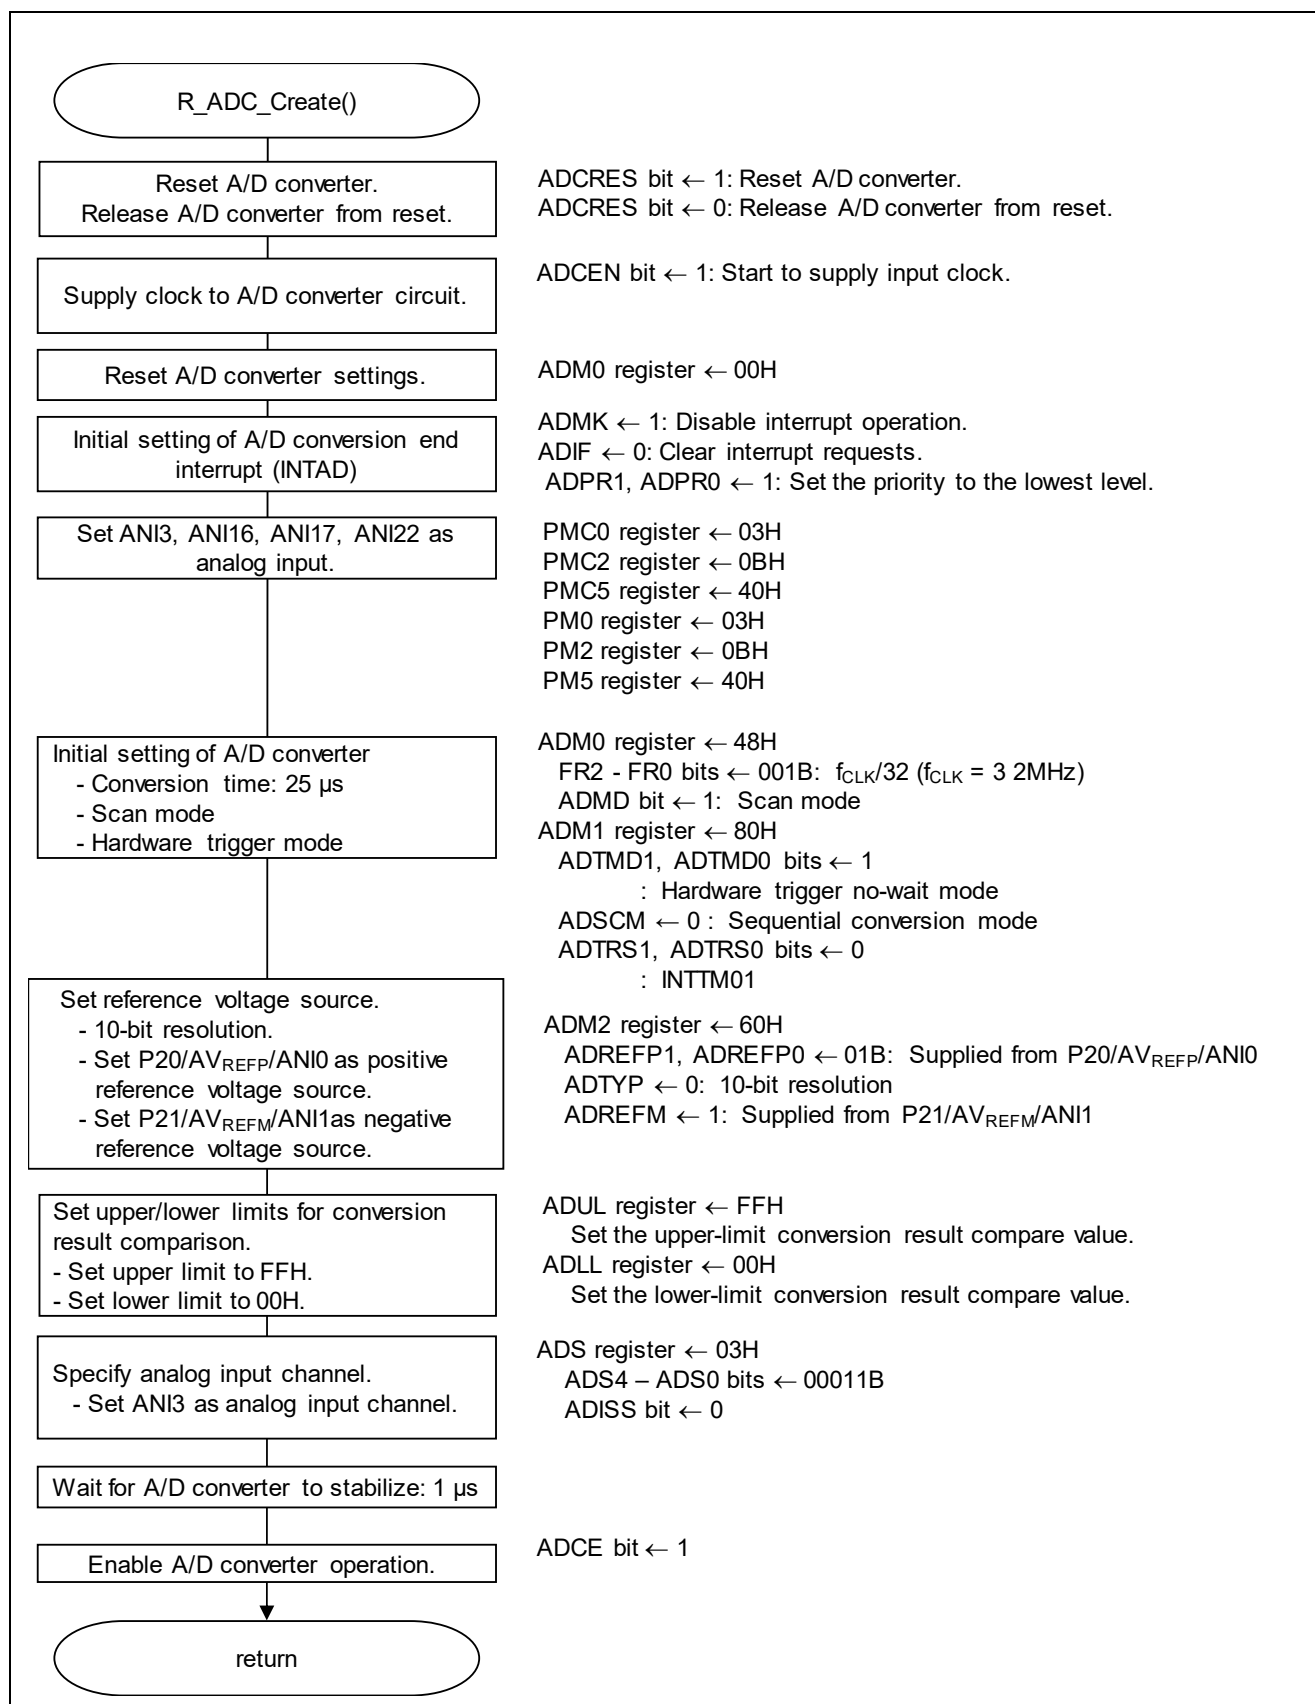 R_ADC_Create()
Reset A/D converter.
Release A/D converter from reset.
ADCRES bit ← 1: Reset A/D converter.
ADCRES bit ← 0: Release A/D converter from reset.
Supply clock to A/D converter circuit.
ADCEN bit ← 1: Start to supply input clock.
Reset A/D converter settings.
ADM0 register ← 00H
Initial setting of A/D conversion end
interrupt (INTAD)
ADMK ← 1: Disable interrupt operation.
ADIF ← 0: Clear interrupt requests.
ADPR1, ADPR0 ← 1: Set the priority to the lowest level.
Set ANI3, ANI16, ANI17, ANI22 as
analog input.
PMC0 register ← 03H
PMC2 register ← 0BH
PMC5 register ← 40H
PM0 register ← 03H
PM2 register ← 0BH
PM5 register ← 40H
Initial setting of A/D converter
- Conversion time: 25 µs
- Scan mode
- Hardware trigger mode
ADM0 register ← 48H
FR2 - FR0 bits ← 001B: fCLK/32 (fCLK = 3 2MHz)
ADMD bit ← 1: Scan mode
ADM1 register ← 80H
ADTMD1, ADTMD0 bits ← 1
: Hardware trigger no-wait mode
ADSCM ← 0 : Sequential conversion mode
ADTRS1, ADTRS0 bits ← 0
: INTTM01
Set reference voltage source.
- 10-bit resolution.
- Set P20/AVREFP/ANI0 as positive
reference voltage source.
- Set P21/AVREFM/ANI1as negative
reference voltage source.
ADM2 register ← 60H
ADREFP1, ADREFP0 ← 01B: Supplied from P20/AVREFP/ANI0
ADTYP ← 0: 10-bit resolution
ADREFM ← 1: Supplied from P21/AVREFM/ANI1
Set upper/lower limits for conversion
result comparison.
- Set upper limit to FFH.
- Set lower limit to 00H.
ADUL register ← FFH
Set the upper-limit conversion result compare value.
ADLL register ← 00H
Set the lower-limit conversion result compare value.
Specify analog input channel.
- Set ANI3 as analog input channel.
ADS register ← 03H
ADS4 – ADS0 bits ← 00011B
ADISS bit ← 0
Wait for A/D converter to stabilize: 1 µs
Enable A/D converter operation.
ADCE bit ← 1
return